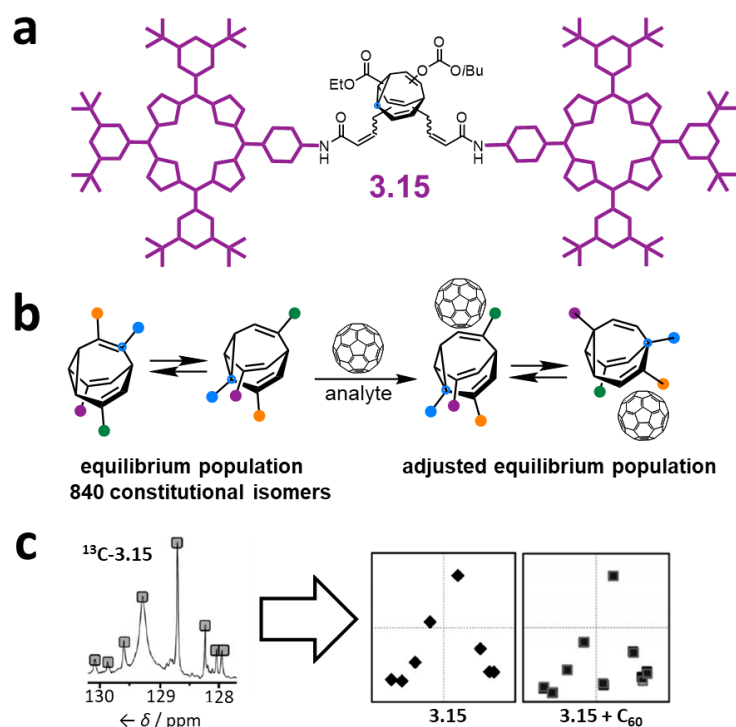 a
O
O
O
OiBu
EtO
O
O
N
H
N
H
3.15
b
analyte
equilibrium population
840 constitutional isomers
adjusted equilibrium population
c
¹³C-3.15
130
129
128
← δ / ppm
3.15
3.15 + C₆₀